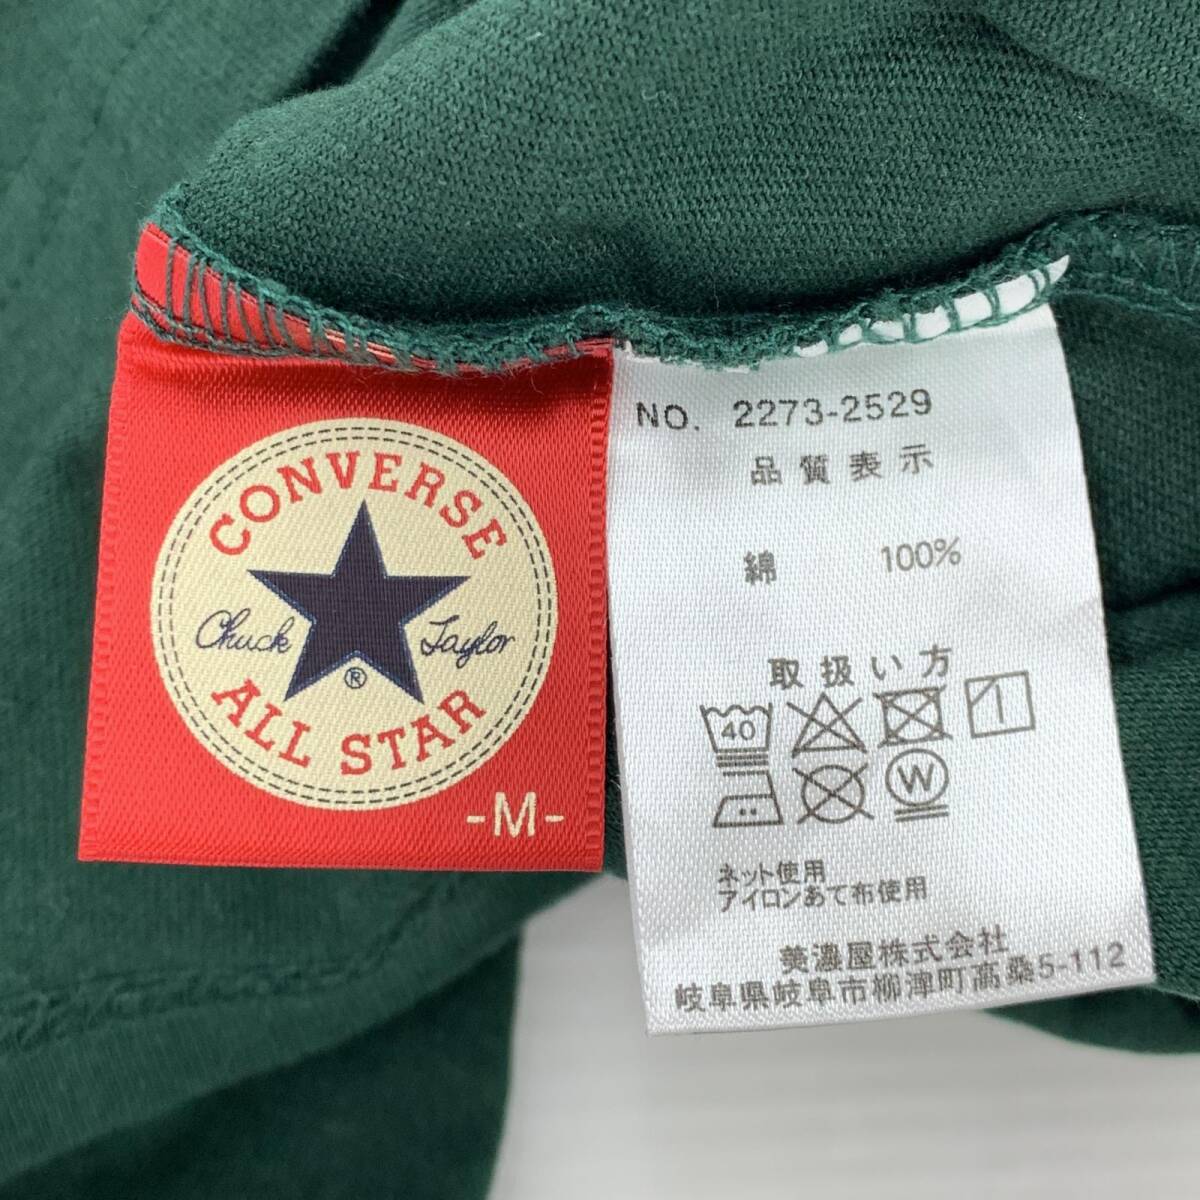 CONVERSE
Chuck Taylor
®
ALL STAR
-M-
NO. 2273-2529
品質表示
綿 100%
取扱い方
40
W
ネット使用
アイロンあて布使用
美濃屋株式会社
岐阜県岐阜市柳津町高桑5-112